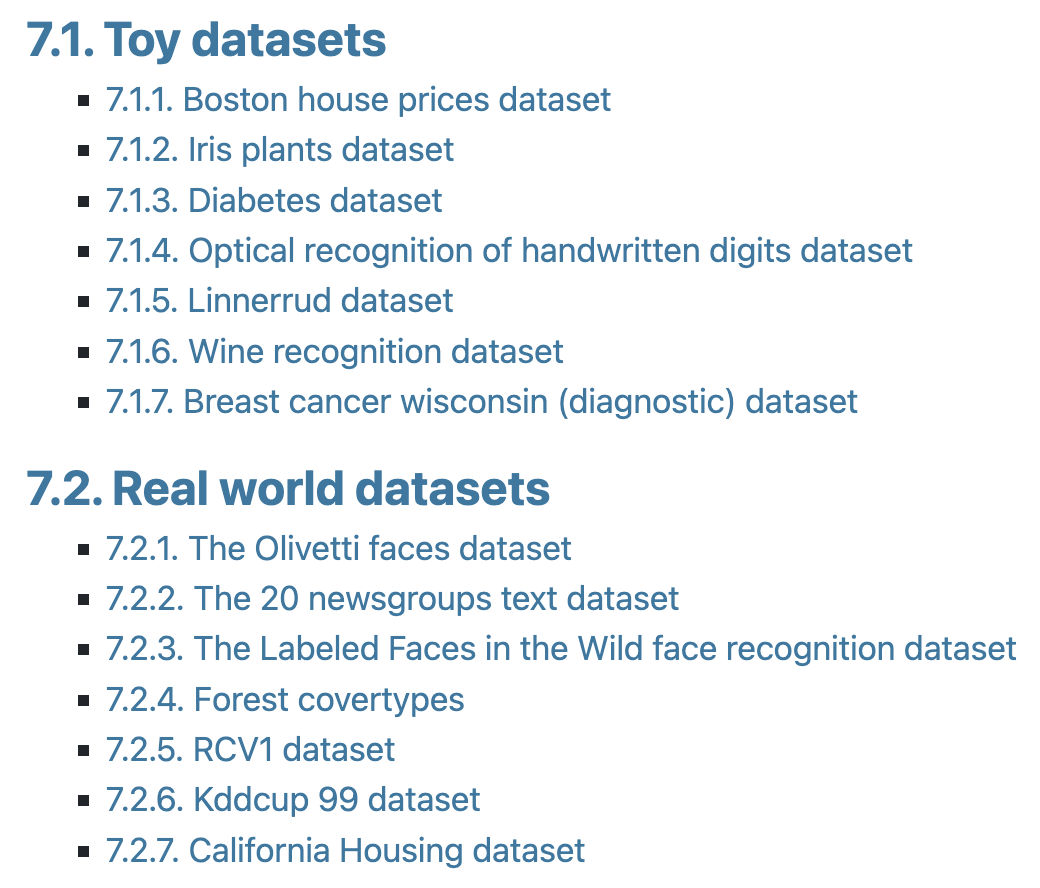 7.1. Toy datasets
7.1.1. Boston house prices dataset
7.1.2. Iris plants dataset
7.1.3. Diabetes dataset
7.1.4. Optical recognition of handwritten digits dataset
7.1.5. Linnerrud dataset
7.1.6. Wine recognition dataset
7.1.7. Breast cancer wisconsin (diagnostic) dataset
7.2. Real world datasets
7.2.1. The Olivetti faces dataset
7.2.2. The 20 newsgroups text dataset
7.2.3. The Labeled Faces in the Wild face recognition dataset
7.2.4. Forest covertypes
7.2.5. RCV1 dataset
7.2.6. Kddcup 99 dataset
7.2.7. California Housing dataset